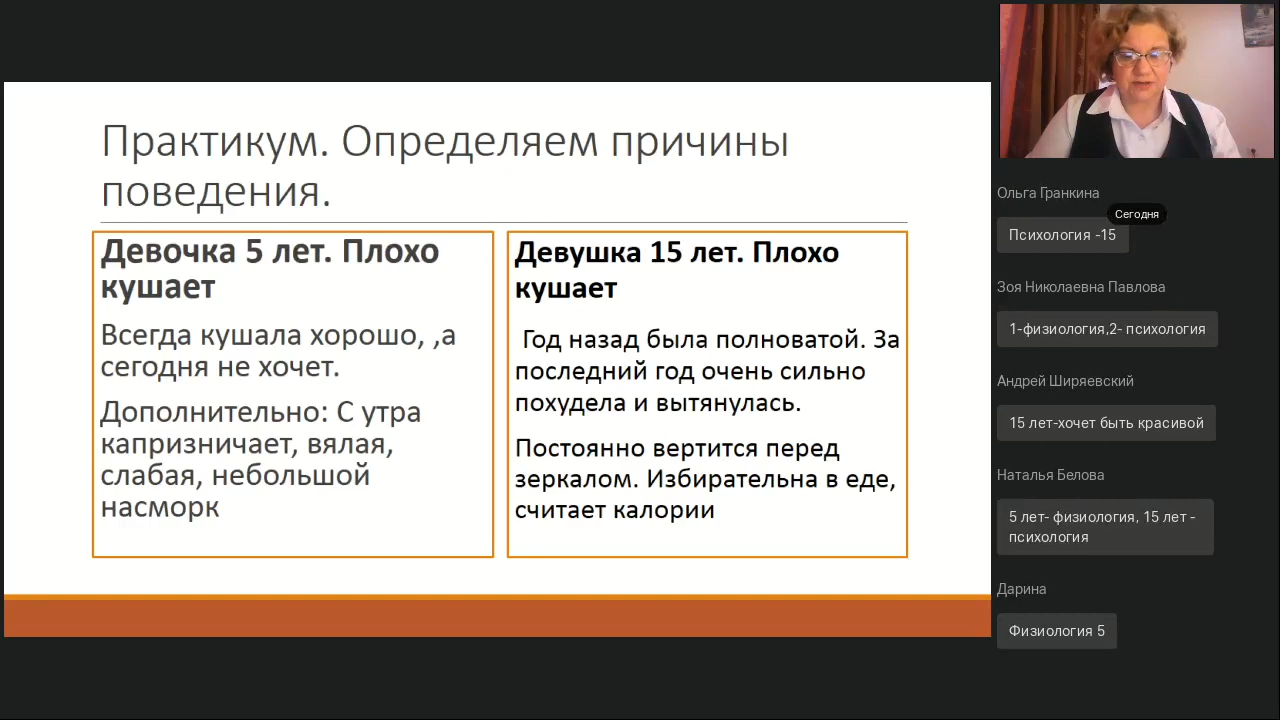 Практикум. Определяем причины
поведения.
Девочка 5 лет. Плохо
кушает
Всегда кушала хорошо, ,а
сегодня не хочет.
Дополнительно: С утра
капризничает, вялая,
слабая, небольшой
насморк
Девушка 15 лет. Плохо
кушает
Год назад была полноватой. За
последний год очень сильно
похудела и вытянулась.
Постоянно вертится перед
зеркалом. Избирательна в еде,
считает калории
Ольга Гранкина
Сегодня
Психология -15
Зоя Николаевна Павлова
1-физиология,2- психология
Андрей Ширяевский
15 лет-хочет быть красивой
Наталья Белова
5 лет- физиология, 15 лет -
психология
Дарина
Физиология 5